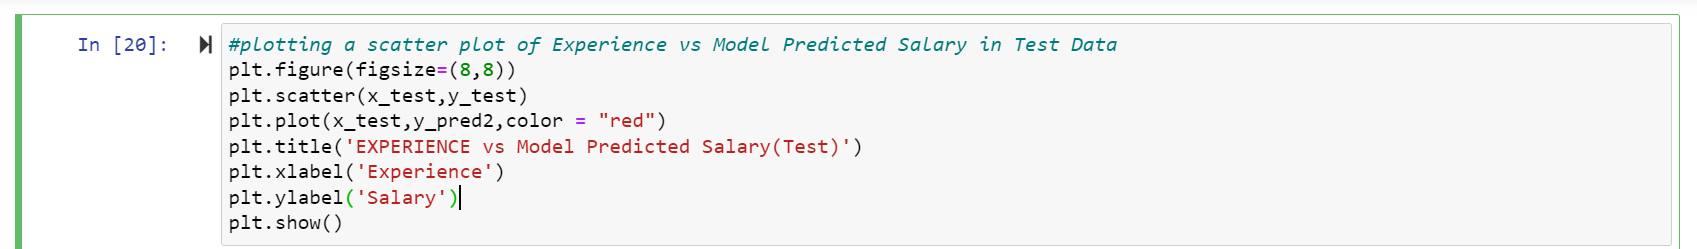 In [20]: #plotting a scatter plot of Experience vs Model Predicted Salary in Test Data
plt.figure(figsize=(8,8))
plt.scatter(x_test,y_test)
plt.plot(x_test,y_pred2,color = "red")
plt.title('EXPERIENCE vs Model Predicted Salary(Test)')
plt.xlabel('Experience')
plt.ylabel('Salary')
plt.show()